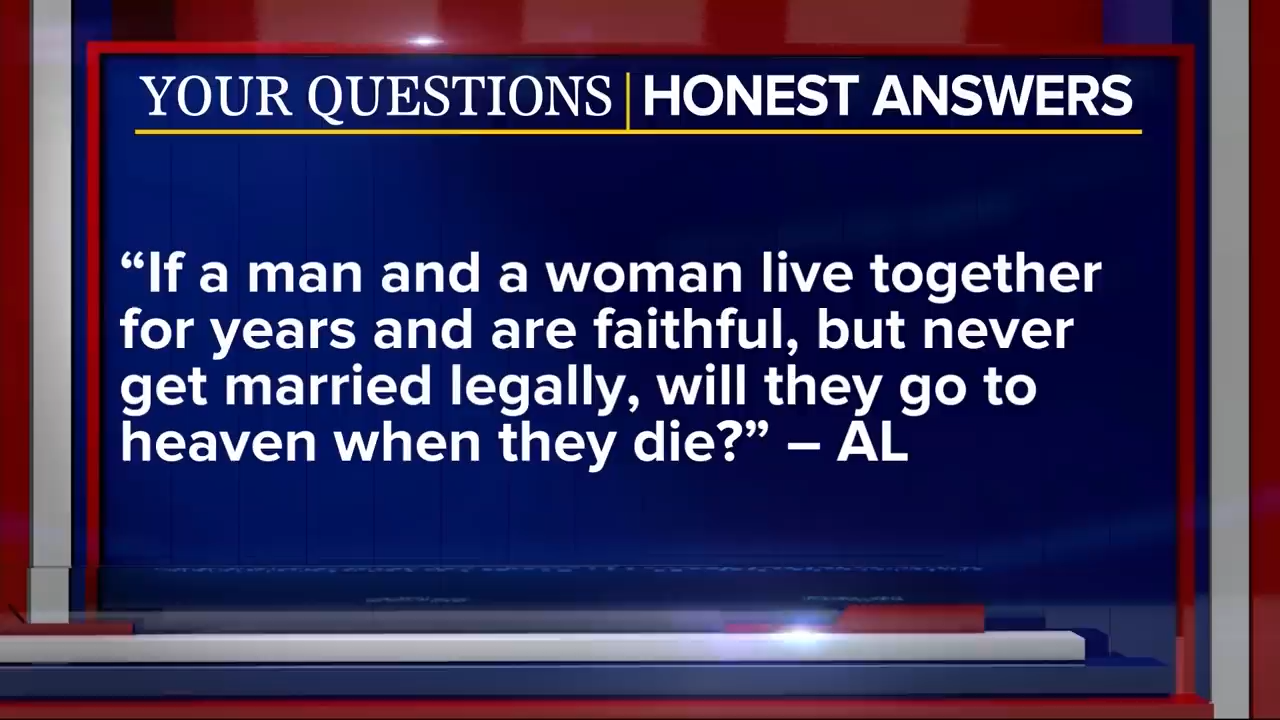 YOUR QUESTIONS | HONEST ANSWERS
“If a man and a woman live together
for years and are faithful, but never
get married legally, will they go to
heaven when they die?” – AL